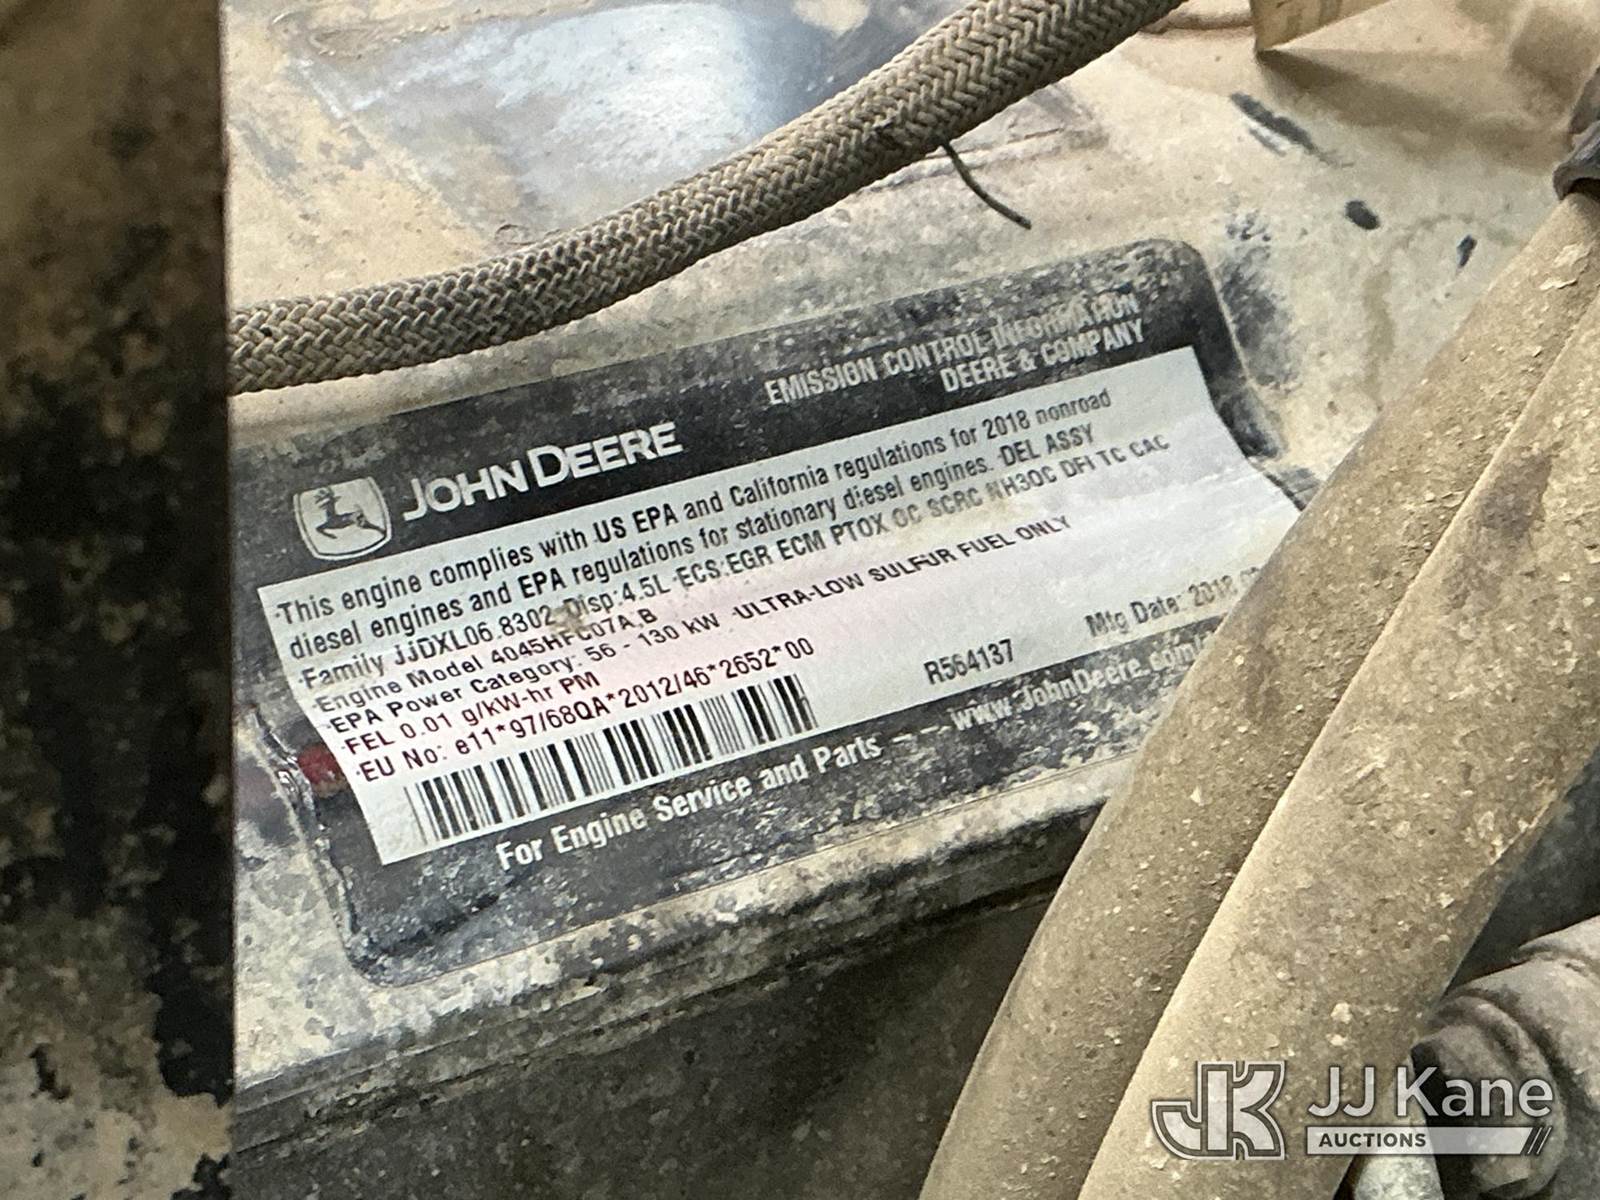 JOHN DEERE
EMISSION CONTROL INFORMATION
DEERE & COMPANY
·This engine complies with US EPA and California regulations for 2018 nonroad
diesel engines and EPA regulations for stationary diesel engines. ·DEL ASSY
·Family JJDXL06.8302 ·Disp:4.5L ·ECS:EGR ECM PTOX OC SCRC NH3OC DFI TC CAC
·Engine Model 4045HFC07A,B
·EPA Power Category: 56 - 130 kW ·ULTRA-LOW SULFUR FUEL ONLY
·FEL 0.01 g/kW-hr PM
·EU No: e11*97/68QA*2012/46*2652*00
R564137
Mfg Date: 2018
For Engine Service and Parts – – www.JohnDeere.com
JK
JJ Kane
AUCTIONS